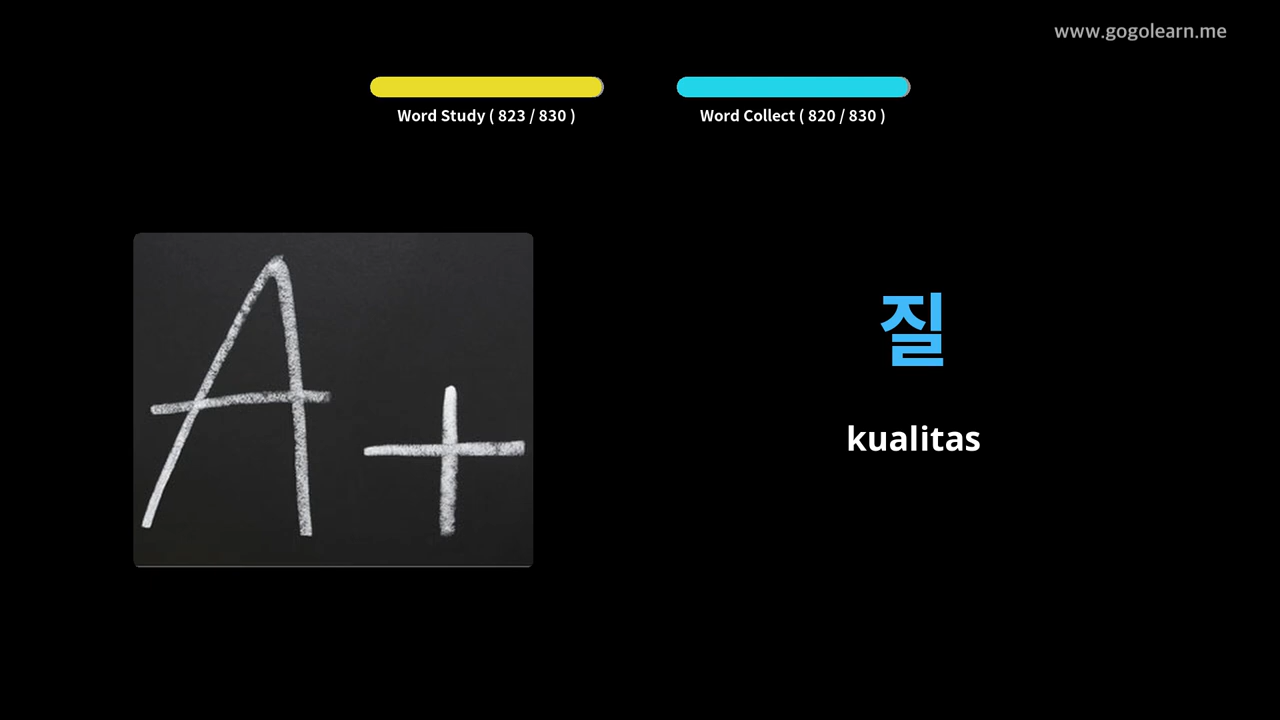 www.gogolearn.me
Word Study ( 823 / 830 )
Word Collect ( 820 / 830 )
A+
질
kualitas